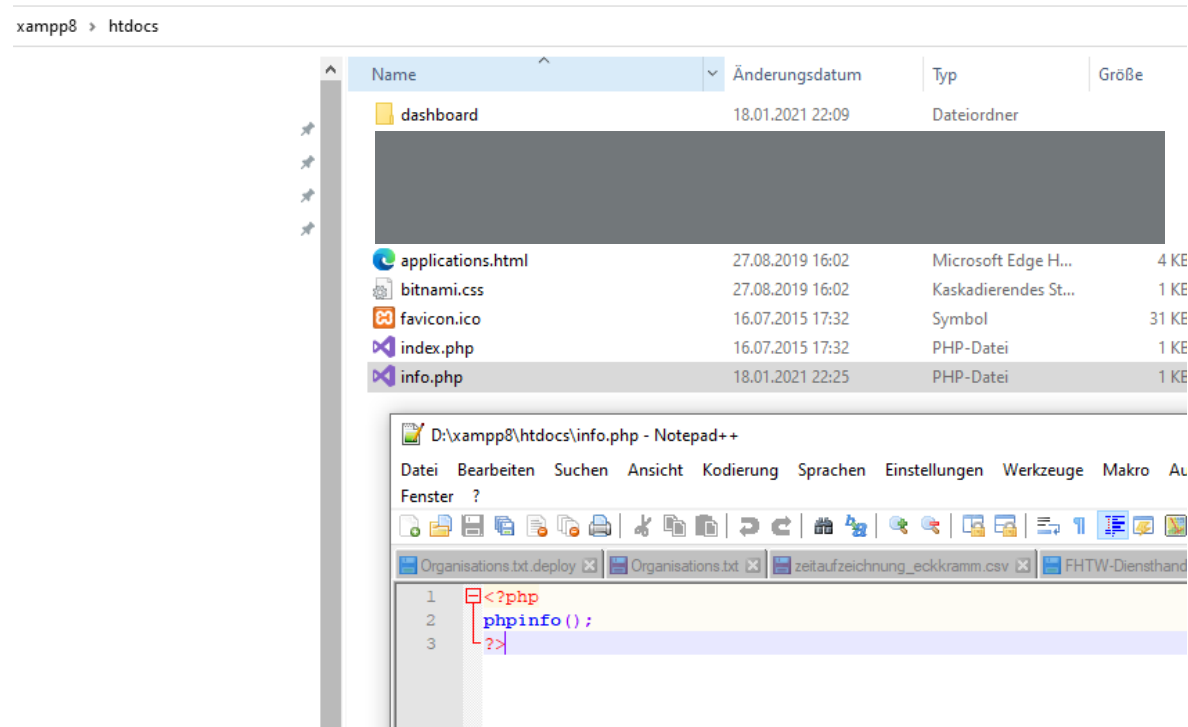 xampp8 > htdocs
Name Änderungsdatum Typ Größe
dashboard 18.01.2021 22:09 Dateiordner
applications.html 27.08.2019 16:02 Microsoft Edge H... 4 KB
bitnami.css 27.08.2019 16:02 Kaskadierendes St... 1 KB
favicon.ico 16.07.2015 17:32 Symbol 31 KB
index.php 16.07.2015 17:32 PHP-Datei 1 KB
info.php 18.01.2021 22:25 PHP-Datei 1 KB
D:\xampp8\htdocs\info.php - Notepad++
Datei Bearbeiten Suchen Ansicht Kodierung Sprachen Einstellungen Werkzeuge Makro Au
Fenster ?
Organisations.txt.deploy Organisations.txt zeitaufzeichnung_eckkramm.csv FHTW-Diensthand
1 <?php
2 phpinfo();
3 ?>